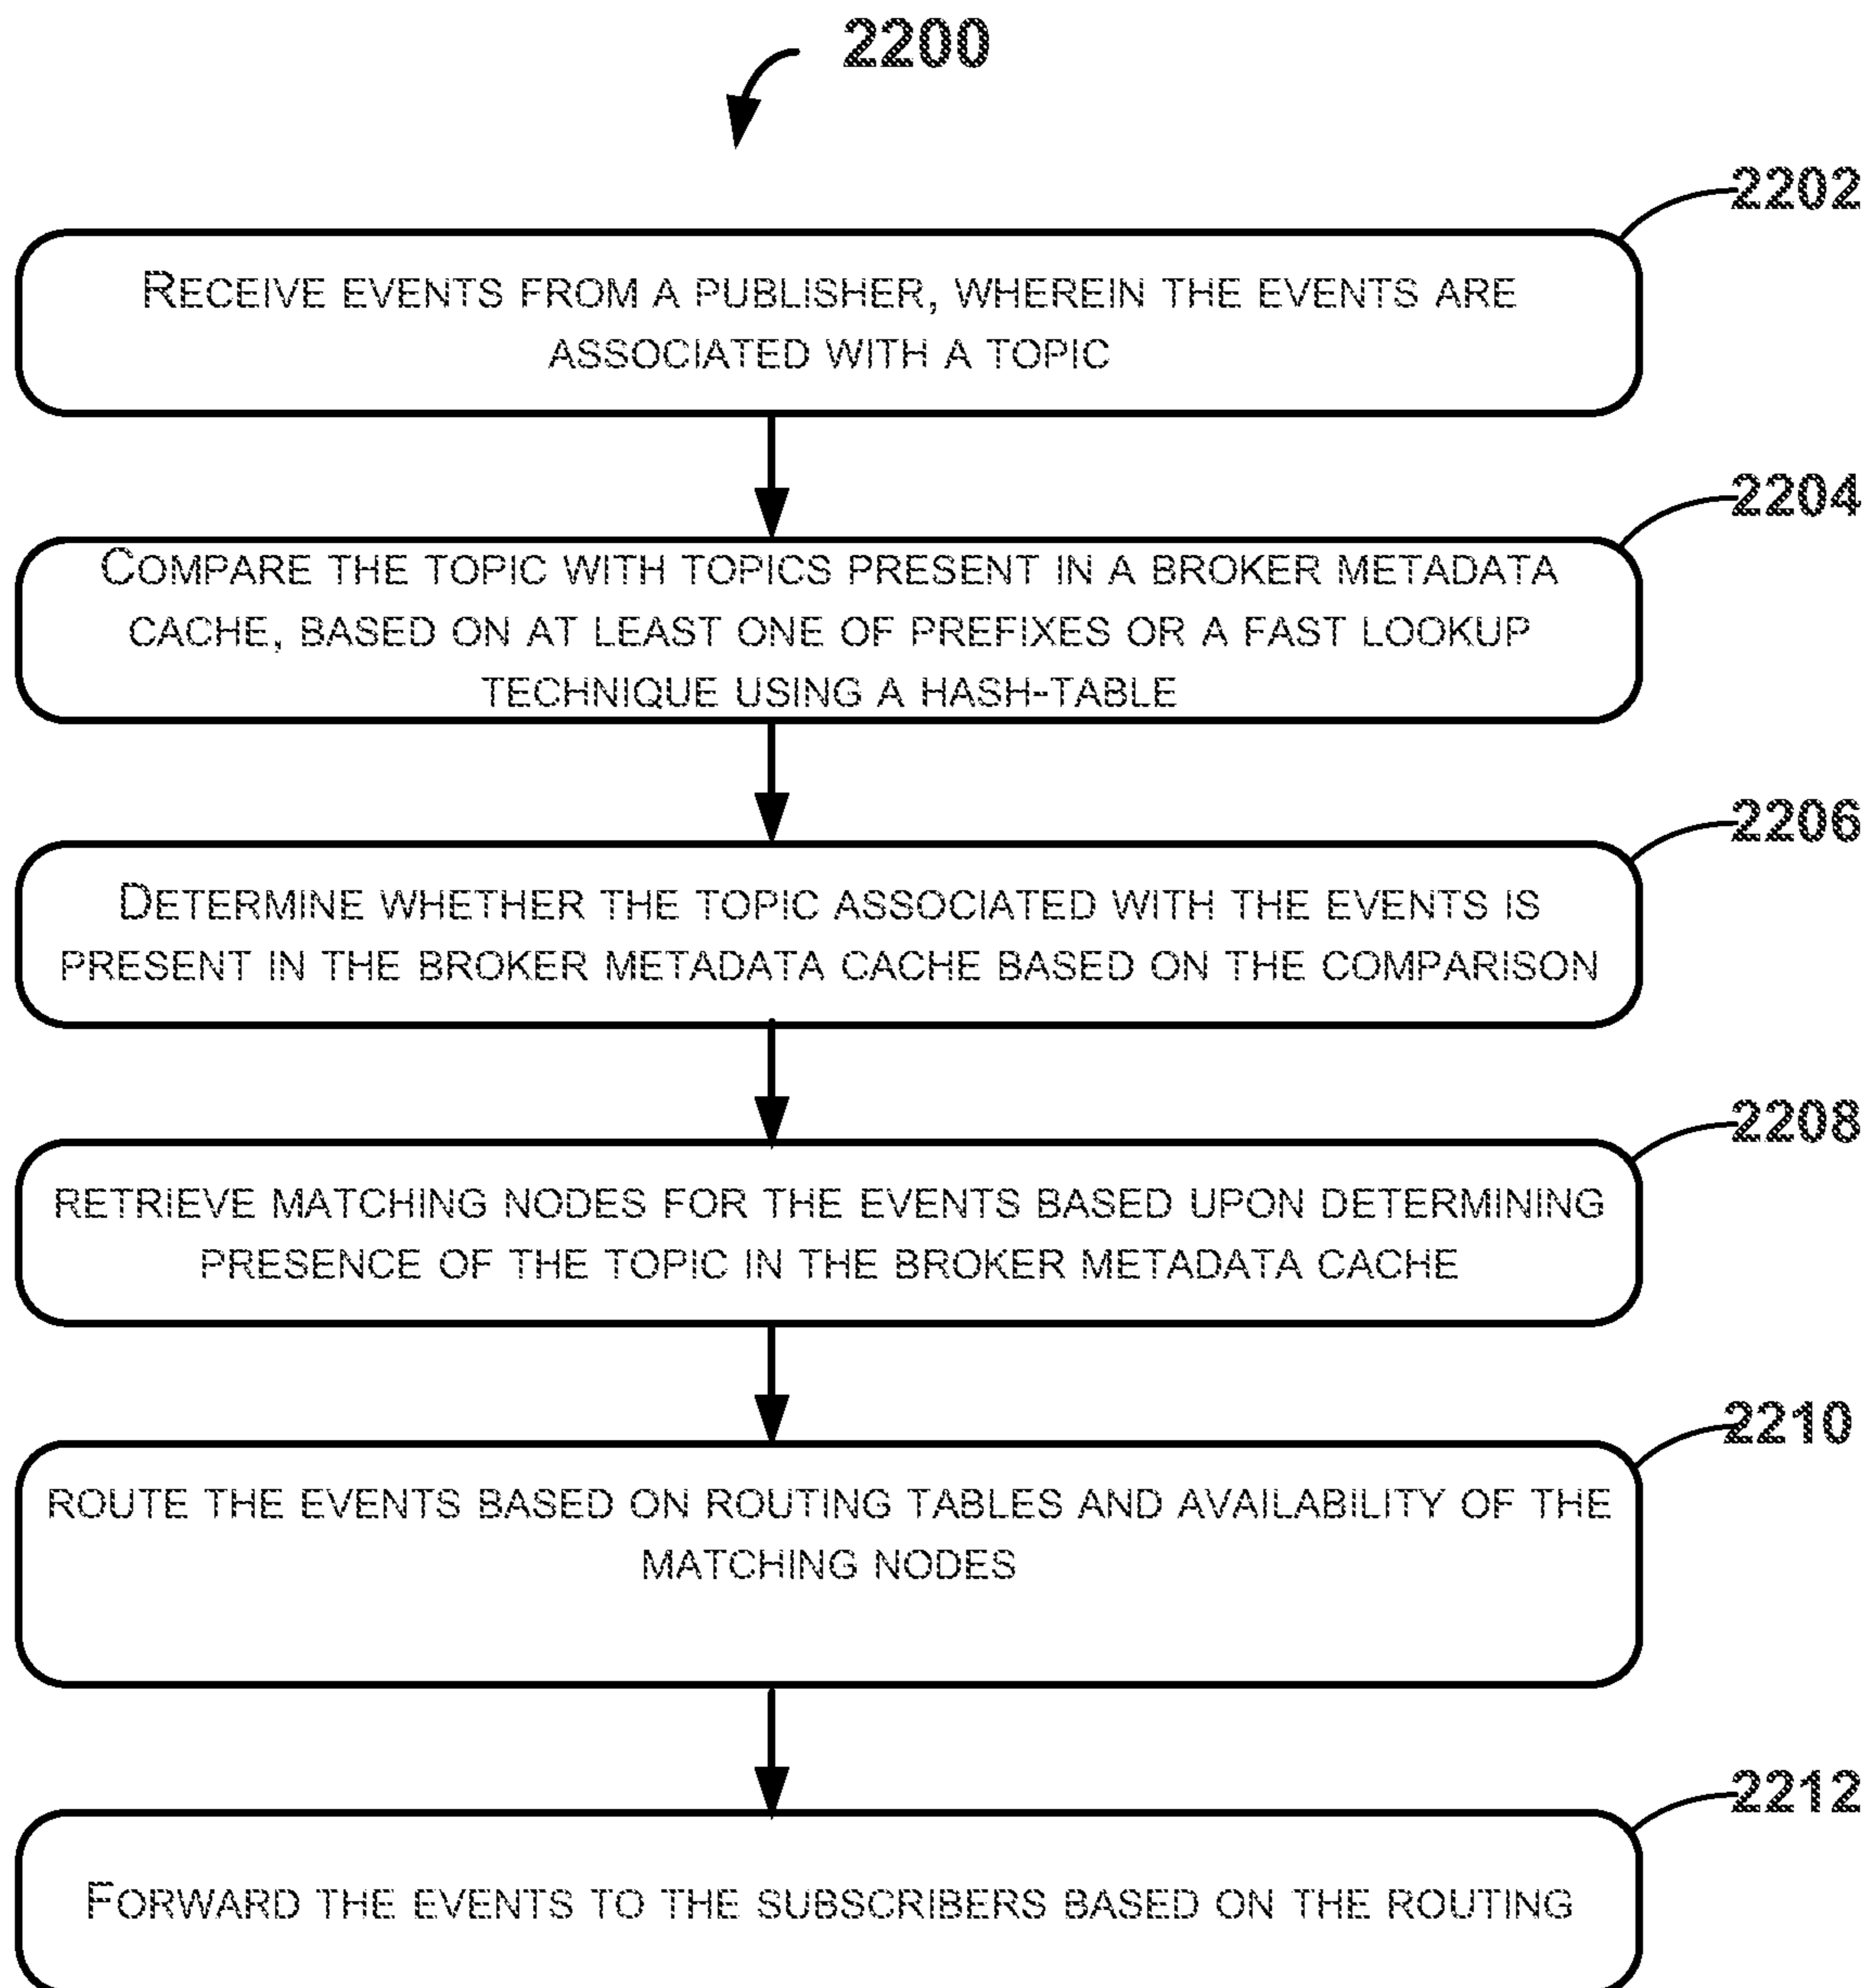 2200
2202
RECEIVE EVENTS FROM A PUBLISHER, WHEREIN THE EVENTS ARE
ASSOCIATED WITH A TOPIC
2204
COMPARE THE TOPIC WITH TOPICS PRESENT IN A BROKER METADATA
CACHE, BASED ON AT LEAST ONE OF PREFIXES OR A FAST LOOKUP
TECHNIQUE USING A HASH-TABLE
2206
DETERMINE WHETHER THE TOPIC ASSOCIATED WITH THE EVENTS IS
PRESENT IN THE BROKER METADATA CACHE BASED ON THE COMPARISON
2208
RETRIEVE MATCHING NODES FOR THE EVENTS BASED UPON DETERMINING
PRESENCE OF THE TOPIC IN THE BROKER METADATA CACHE
2210
ROUTE THE EVENTS BASED ON ROUTING TABLES AND AVAILABILITY OF THE
MATCHING NODES
2212
FORWARD THE EVENTS TO THE SUBSCRIBERS BASED ON THE ROUTING